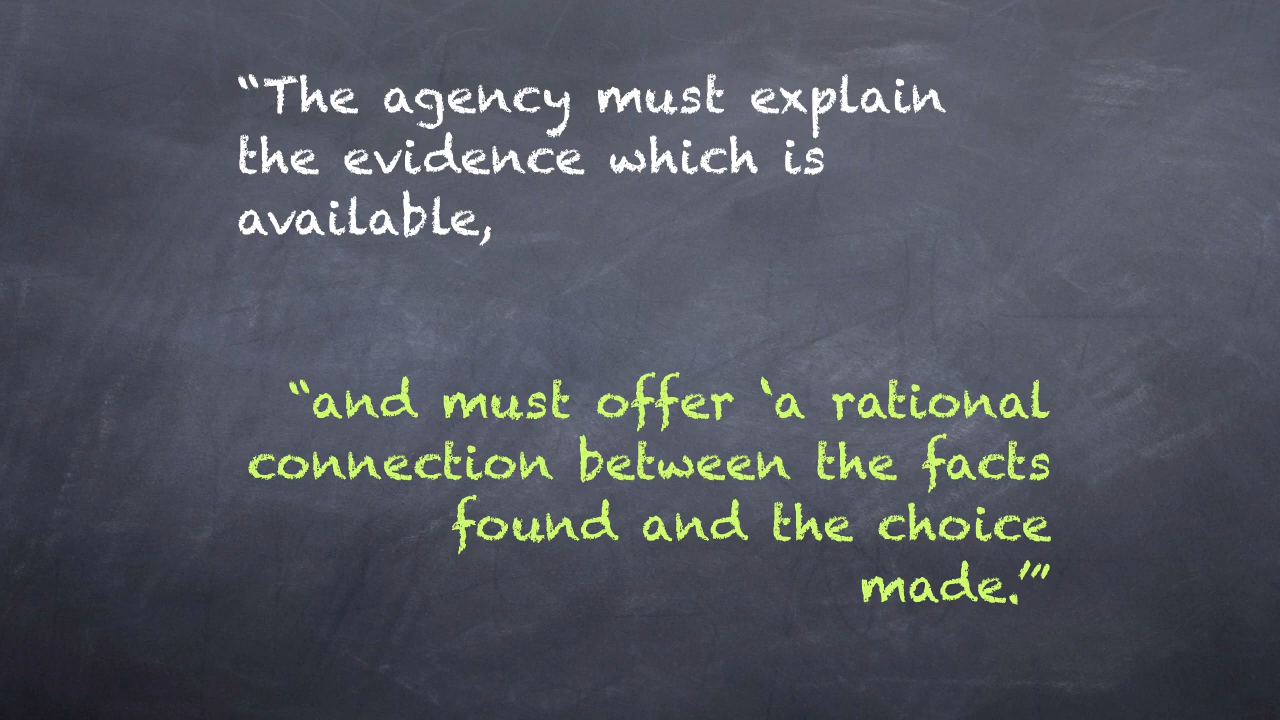 “The agency must explain
the evidence which is
available,
“and must offer ‘a rational
connection between the facts
found and the choice
made.’”